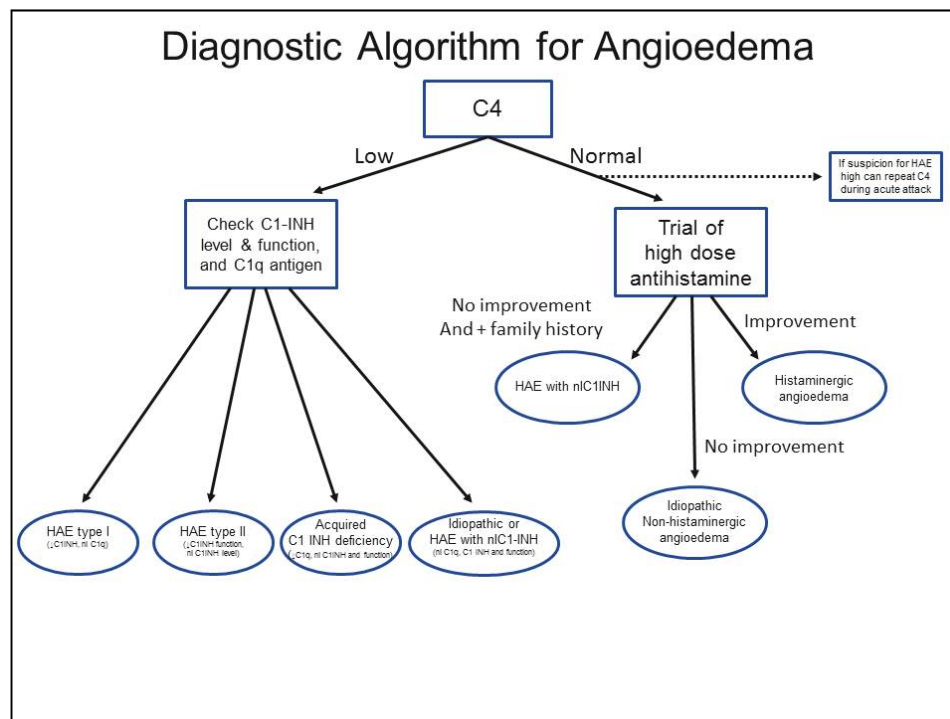 Diagnostic Algorithm for Angioedema
C4
Low
Normal
If suspicion for HAE
high can repeat C4
during acute attack
Check C1-INH
level & function,
and C1q antigen
Trial of
high dose
antihistamine
No improvement
And + family history
Improvement
HAE with nlC1INH
Histaminergic
angioedema
No improvement
HAE type I
(↓C1INH, nl C1q)
HAE type II
(↓C1INH function,
nl C1INH level)
Acquired
C1 INH deficiency
(↓C1q, nl C1INH and function)
Idiopathic or
HAE with nlC1-INH
(nl C1q, C1 INH and function)
Idiopathic
Non-histaminergic
angioedema